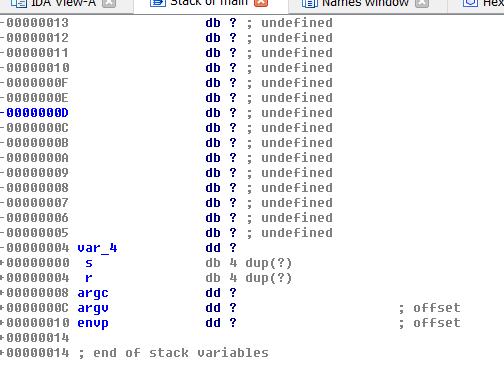 IDA View-A Stack of main Names window Hex
-00000013 db ? ; undefined
-00000012 db ? ; undefined
-00000011 db ? ; undefined
-00000010 db ? ; undefined
-0000000F db ? ; undefined
-0000000E db ? ; undefined
-0000000D db ? ; undefined
-0000000C db ? ; undefined
-0000000B db ? ; undefined
-0000000A db ? ; undefined
-00000009 db ? ; undefined
-00000008 db ? ; undefined
-00000007 db ? ; undefined
-00000006 db ? ; undefined
-00000005 db ? ; undefined
-00000004 var_4 dd ?
+00000000 s db 4 dup(?)
+00000004 r db 4 dup(?)
+00000008 argc dd ?
+0000000C argv dd ? ; offset
+00000010 envp dd ? ; offset
+00000014
+00000014 ; end of stack variables